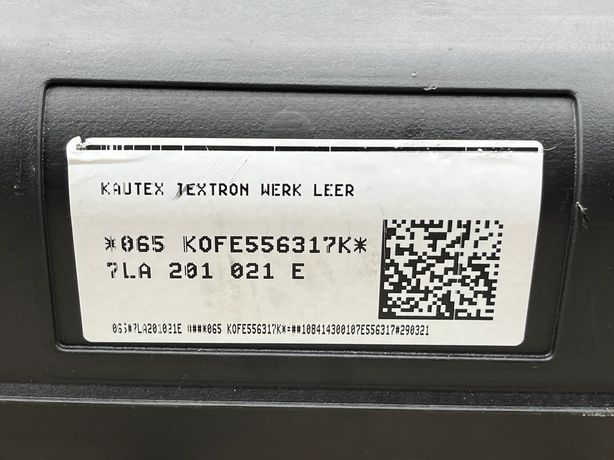 KAUTEX TEXTRON WERK LEER
*065 KOFE556317K*
7LA 201 021 E
065#7LA201021E @##*065 KOFE556317K*=##108414300107E556317#290321